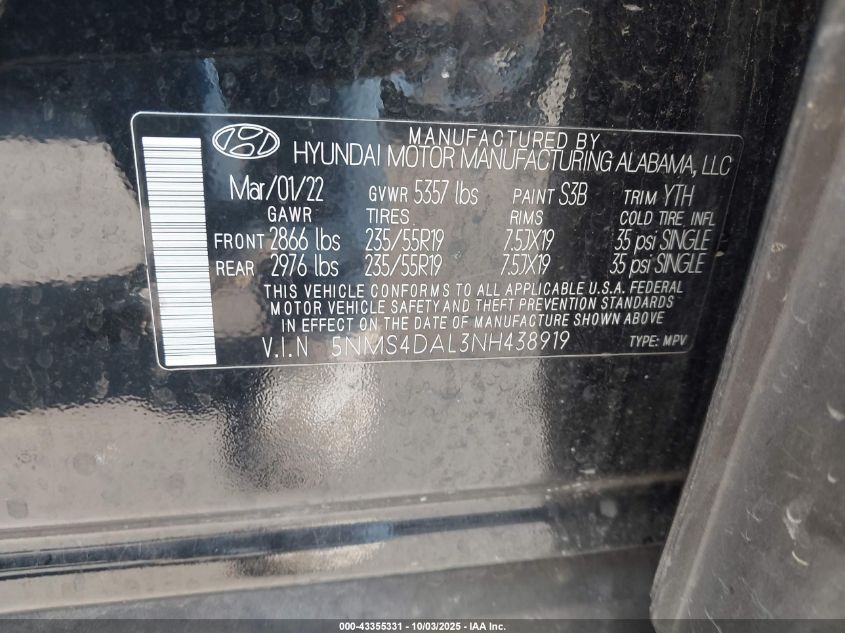 MANUFACTURED BY
HYUNDAI MOTOR MANUFACTURING ALABAMA, LLC
Mar/01/22 GVWR 5357 lbs PAINT S3B TRIM YTH
GAWR TIRES RIMS COLD TIRE INFL
FRONT 2866 lbs 235/55R19 7.5JX19 35 psi SINGLE
REAR 2976 lbs 235/55R19 7.5JX19 35 psi SINGLE
THIS VEHICLE CONFORMS TO ALL APPLICABLE U.S.A. FEDERAL
MOTOR VEHICLE SAFETY AND THEFT PREVENTION STANDARDS
IN EFFECT ON THE DATE OF MANUFACTURE SHOWN ABOVE.
V.I.N 5NMS4DAL3NH438919 TYPE: MPV
000-43355331 - 10/03/2025 - IAA Inc.